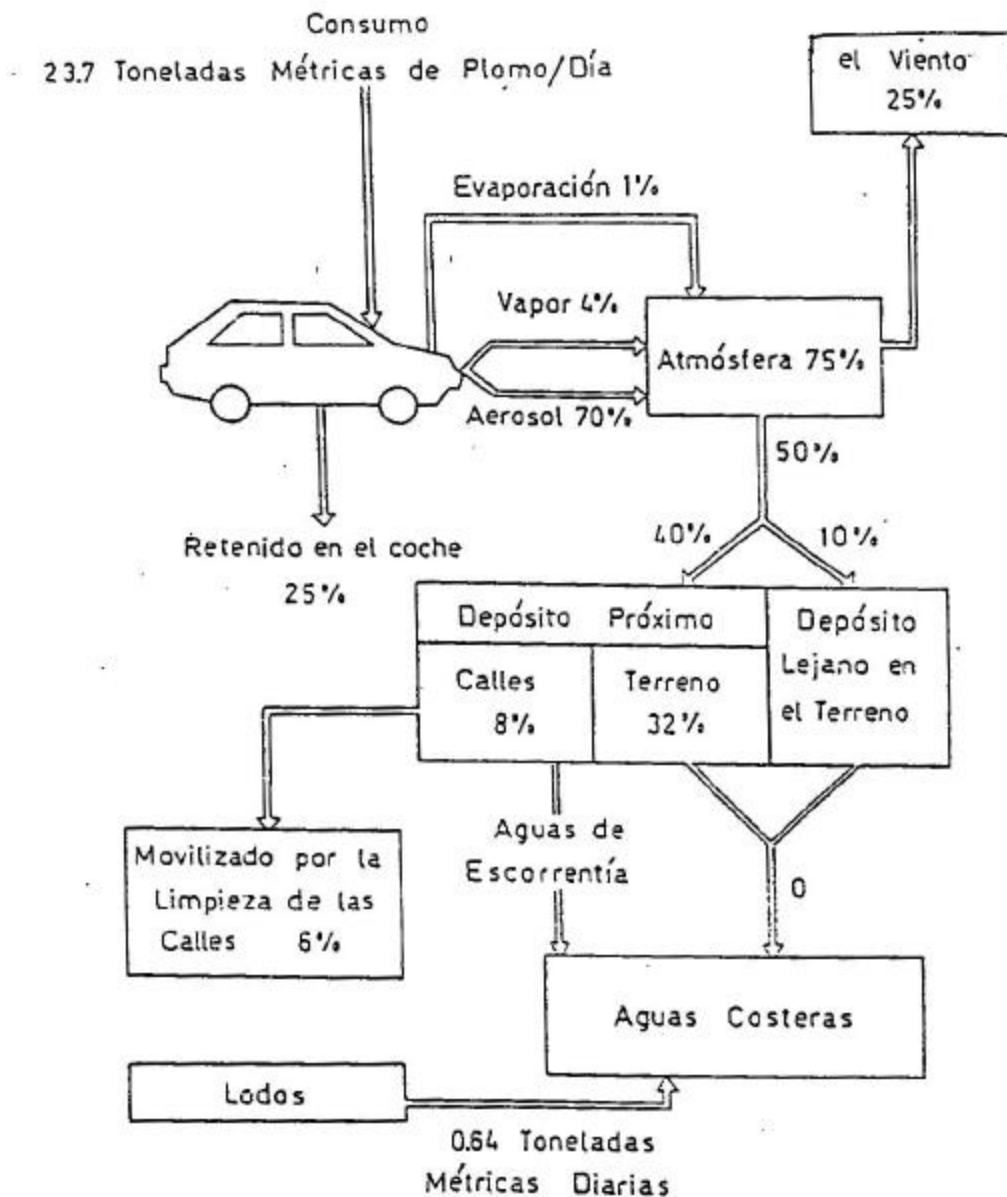 Consumo
23.7 Toneladas Métricas de Plomo/Día
el Viento
25%
Evaporación 1%
Vapor 4%
Atmósfera 75%
Aerosol 70%
50%
Retenido en el coche
25%
40%
10%
Depósito Próximo
Depósito
Lejano en
el Terreno
Calles
8%
Terreno
32%
Aguas de
Escorrentía
0
Movilizado por la
Limpieza de las
Calles 6%
Aguas Costeras
Lodos
0.64 Toneladas
Métricas Diarias